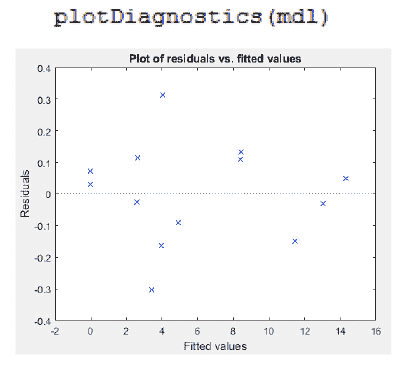 plotDiagnostics(mdl)
Plot of residuals vs. fitted values
0.4
0.3
0.2
0.1
0
-0.1
-0.2
-0.3
-0.4
Residuals
-2 0 2 4 6 8 10 12 14 16
Fitted values